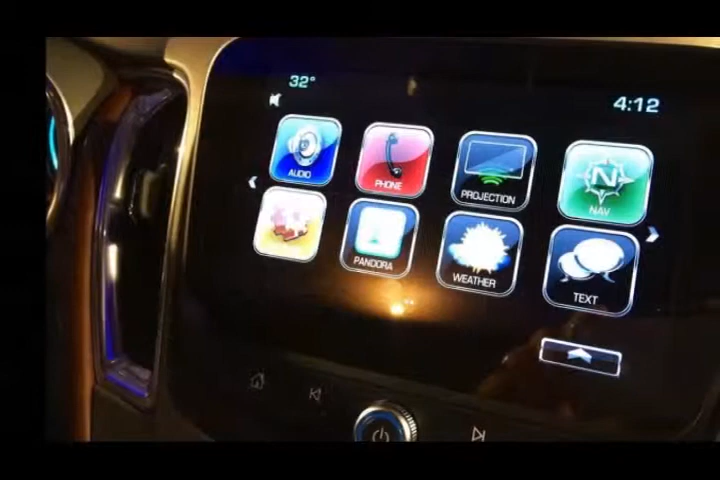 32°
4:12
AUDIO
PHONE
PROJECTION
N
NAV
PANDORA
WEATHER
TEXT